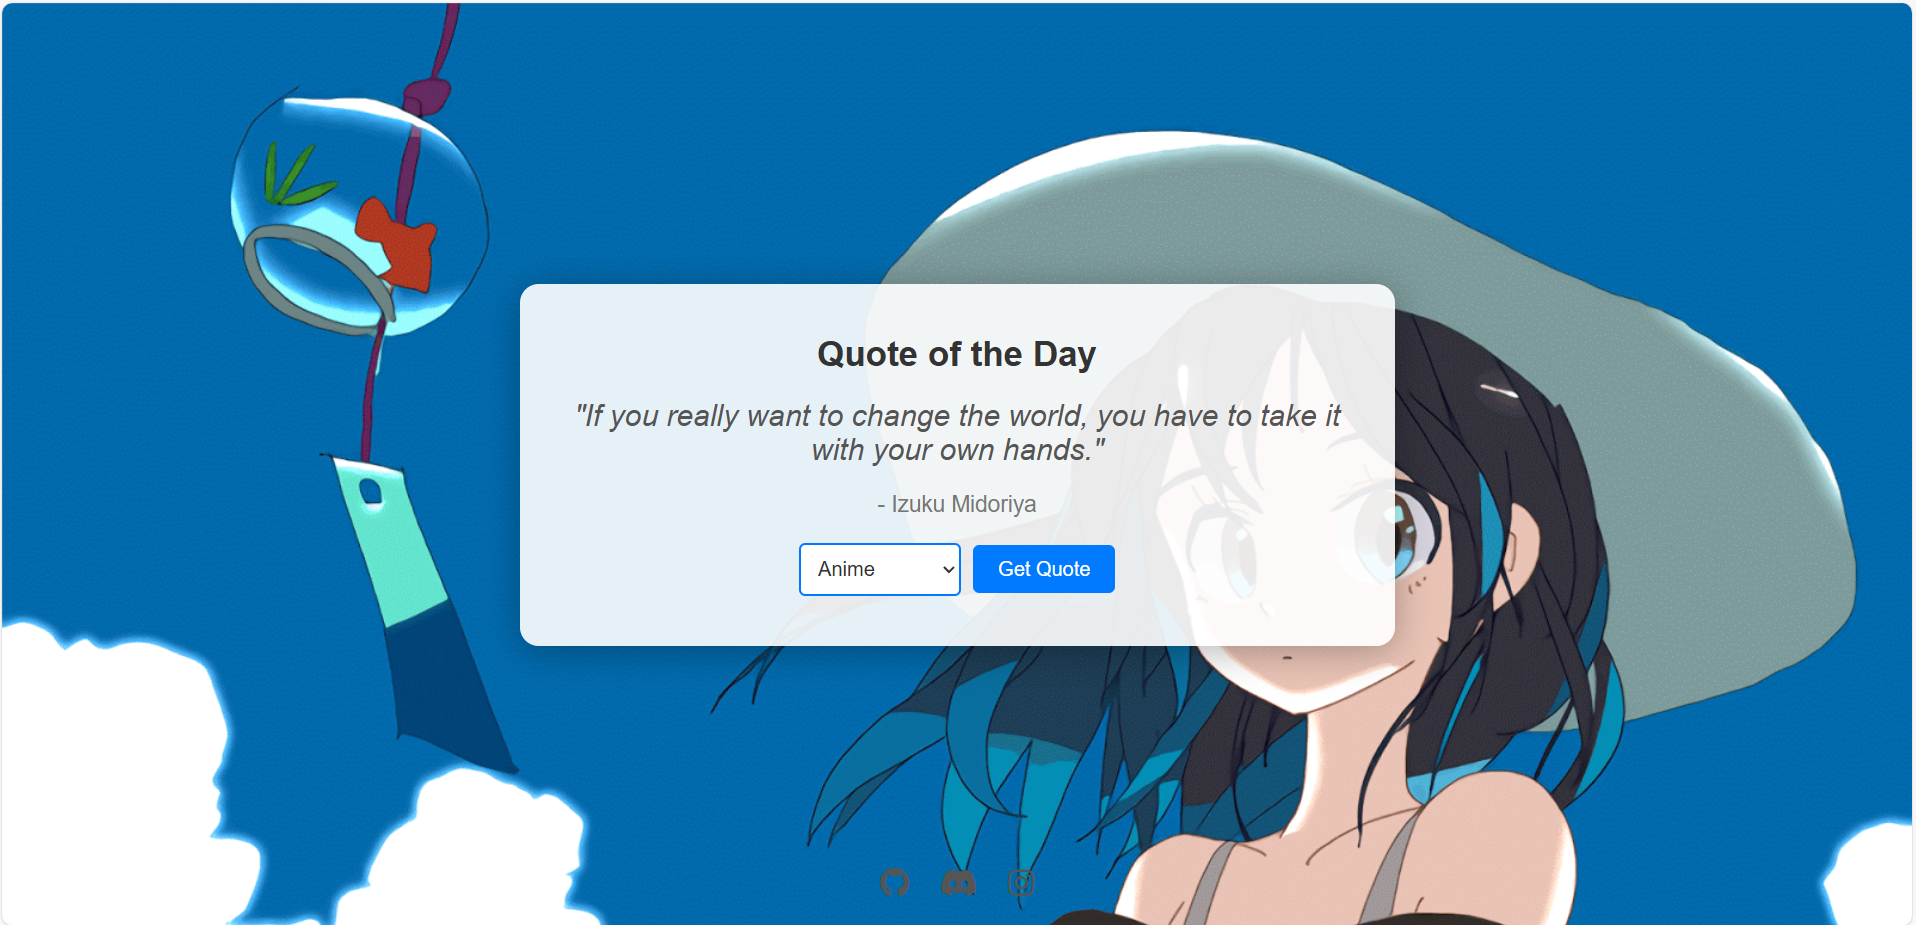 Quote of the Day
"If you really want to change the world, you have to take it
with your own hands."
- Izuku Midoriya
Anime
Get Quote